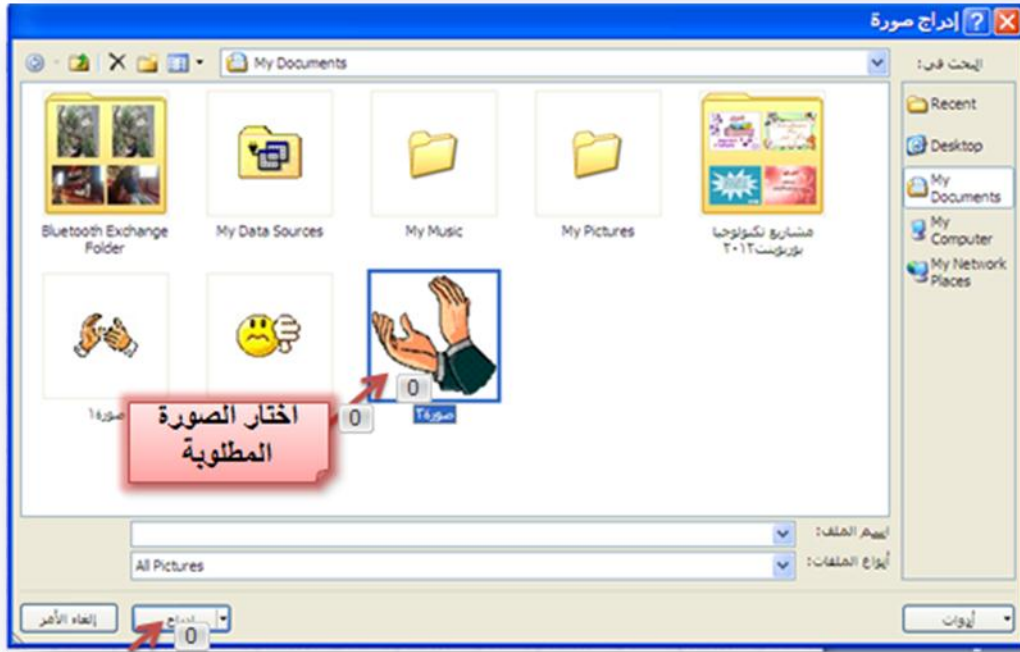 إدراج صورة
البحث في:
My Documents
Recent
Desktop
My
Documents
My
Computer
My Network
Places
Bluetooth Exchange
Folder
My Data Sources
My Music
My Pictures
مشاريع تكنولوجيا
بوربوينت٢٠١٢
صورة١
صورة٣
0
0
اختار الصورة
المطلوبة
اسم الملف:
أنواع الملفات:
All Pictures
أدوات
إدراج
0
إلغاء الأمر